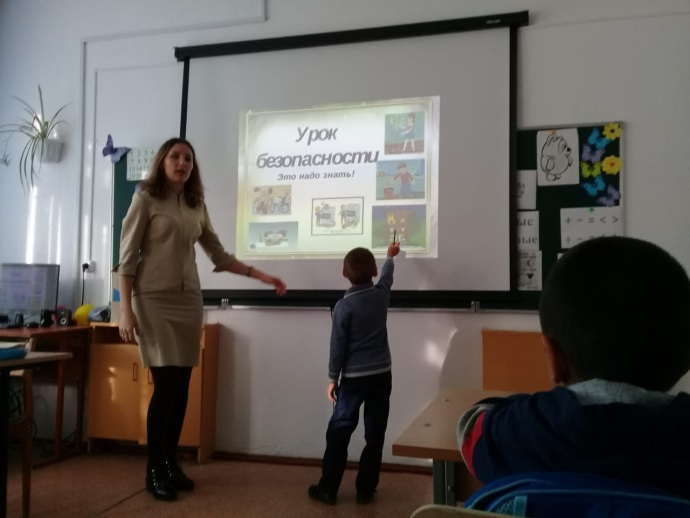 Урок
безопасности
Это надо знать!
+ - = < >